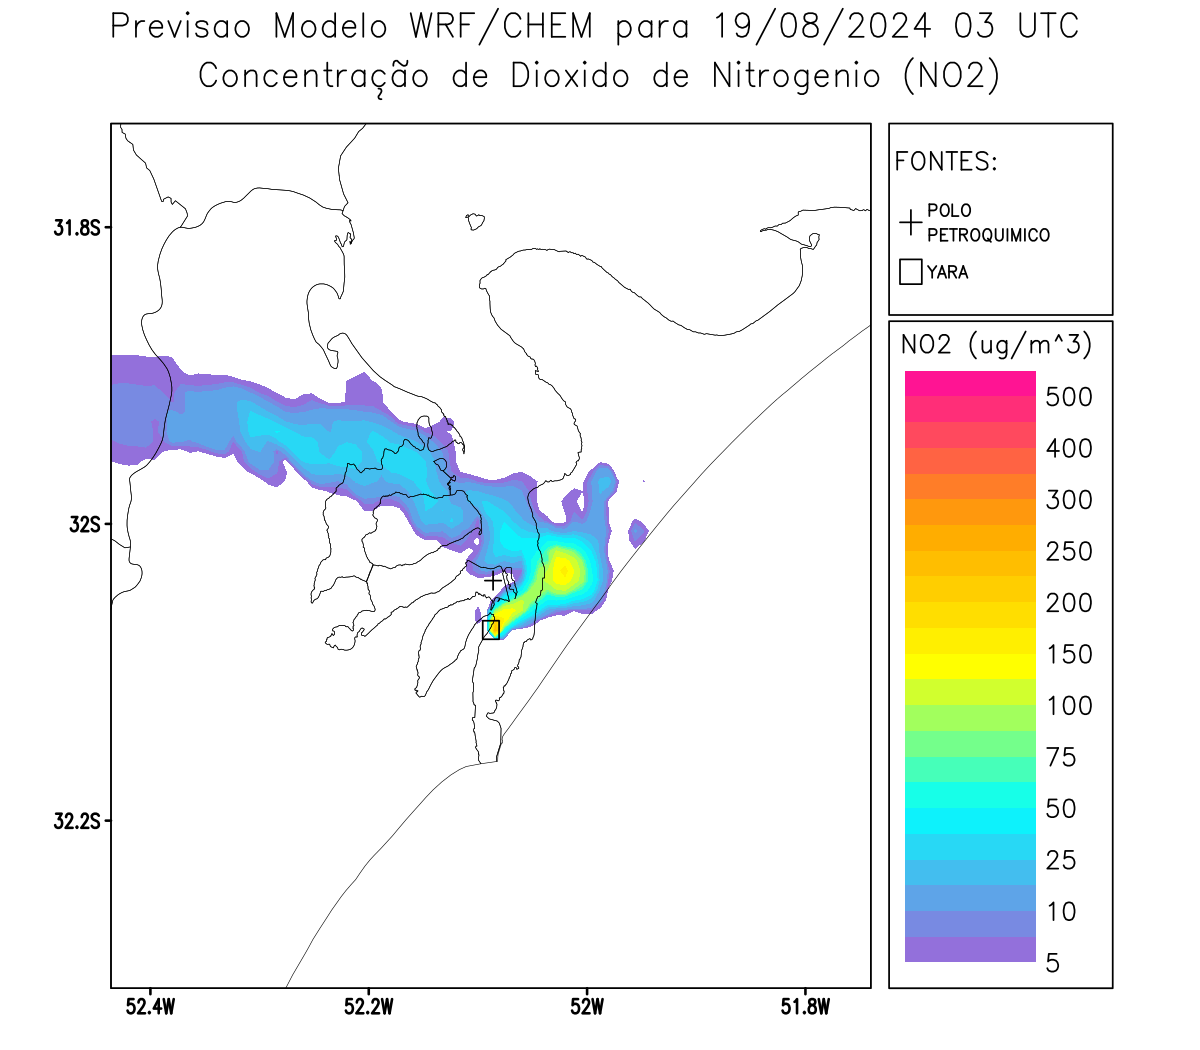 Previsao Modelo WRF/CHEM para 19/08/2024 03 UTC
Concentração de Dioxido de Nitrogenio (NO2)
FONTES:
POLO
PETROQUIMICO
YARA
31.8S
32S
32.2S
52.4W
52.2W
52W
51.8W
NO2 (ug/m^3)
500
400
300
250
200
150
100
75
50
25
10
5